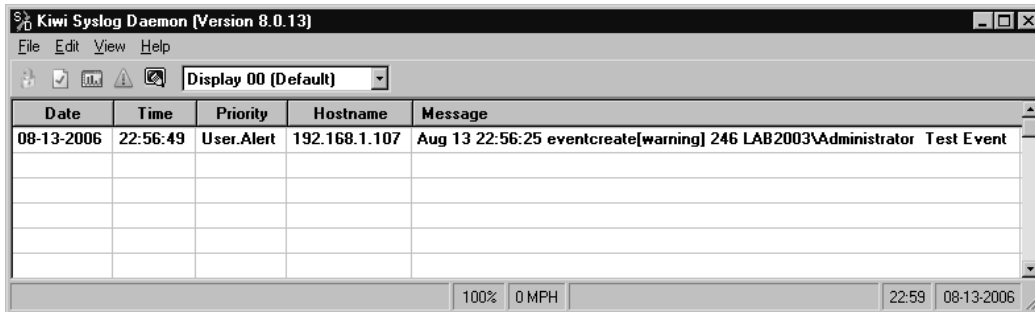 Kiwi Syslog Daemon (Version 8.0.13)
File Edit View Help
Display 00 (Default)
Date Time Priority Hostname Message
08-13-2006 22:56:49 User.Alert 192.168.1.107 Aug 13 22:56:25 eventcreate[warning] 246 LAB2003\Administrator Test Event
100% 0 MPH 22:59 08-13-2006